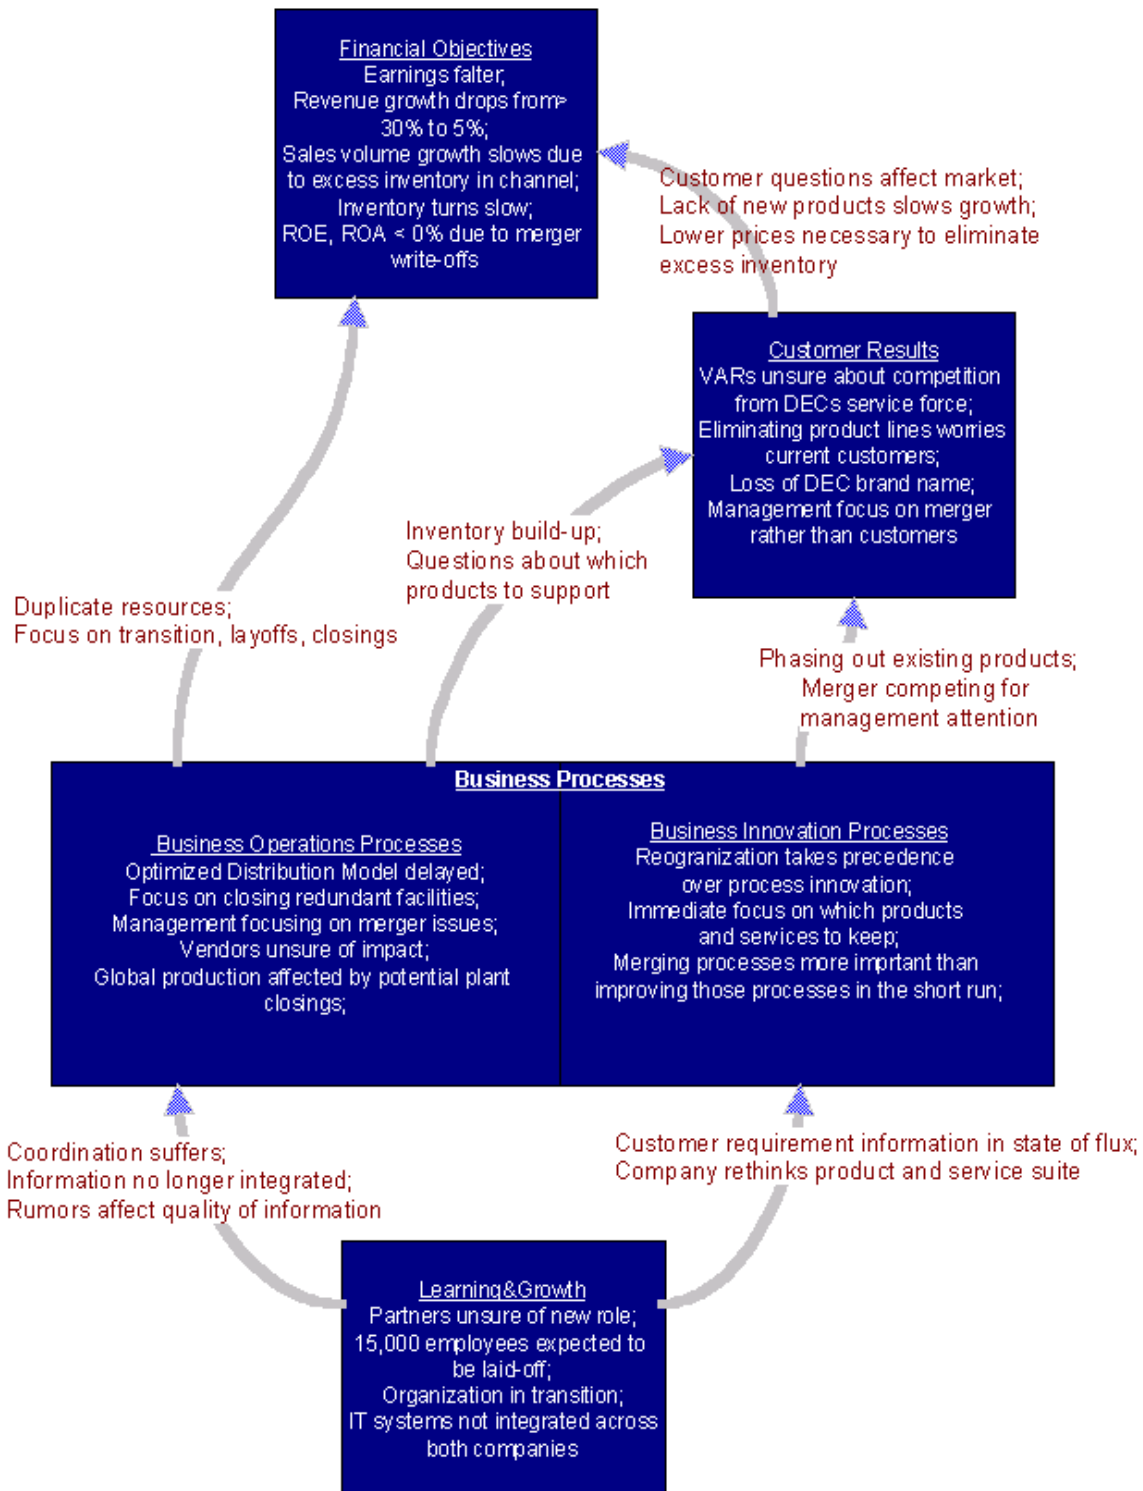 Financial Objectives
Earnings falter;
Revenue growth drops from>
30% to 5%;
Sales volume growth slows due
to excess inventory in channel;
Inventory turns slow;
ROE, ROA < 0% due to merger
write-offs
Customer questions affect market;
Lack of new products slows growth;
Lower prices necessary to eliminate
excess inventory
Customer Results
VARs unsure about competition
from DECs service force;
Eliminating product lines worries
current customers;
Loss of DEC brand name;
Management focus on merger
rather than customers
Inventory build-up;
Questions about which
products to support
Duplicate resources;
Focus on transition, layoffs, closings
Phasing out existing products;
Merger competing for
management attention
Business Processes
Business Operations Processes
Optimized Distribution Model delayed;
Focus on closing redundant facilities;
Management focusing on merger issues;
Vendors unsure of impact;
Global production affected by potential plant
closings;
Business Innovation Processes
Reogranization takes precedence
over process innovation;
Immediate focus on which products
and services to keep;
Merging processes more imprtant than
improving those processes in the short run;
Coordination suffers;
Information no longer integrated;
Rumors affect quality of information
Customer requirement information in state of flux;
Company rethinks product and service suite
Learning&Growth
Partners unsure of new role;
15,000 employees expected to
be laid-off;
Organization in transition;
IT systems not integrated across
both companies